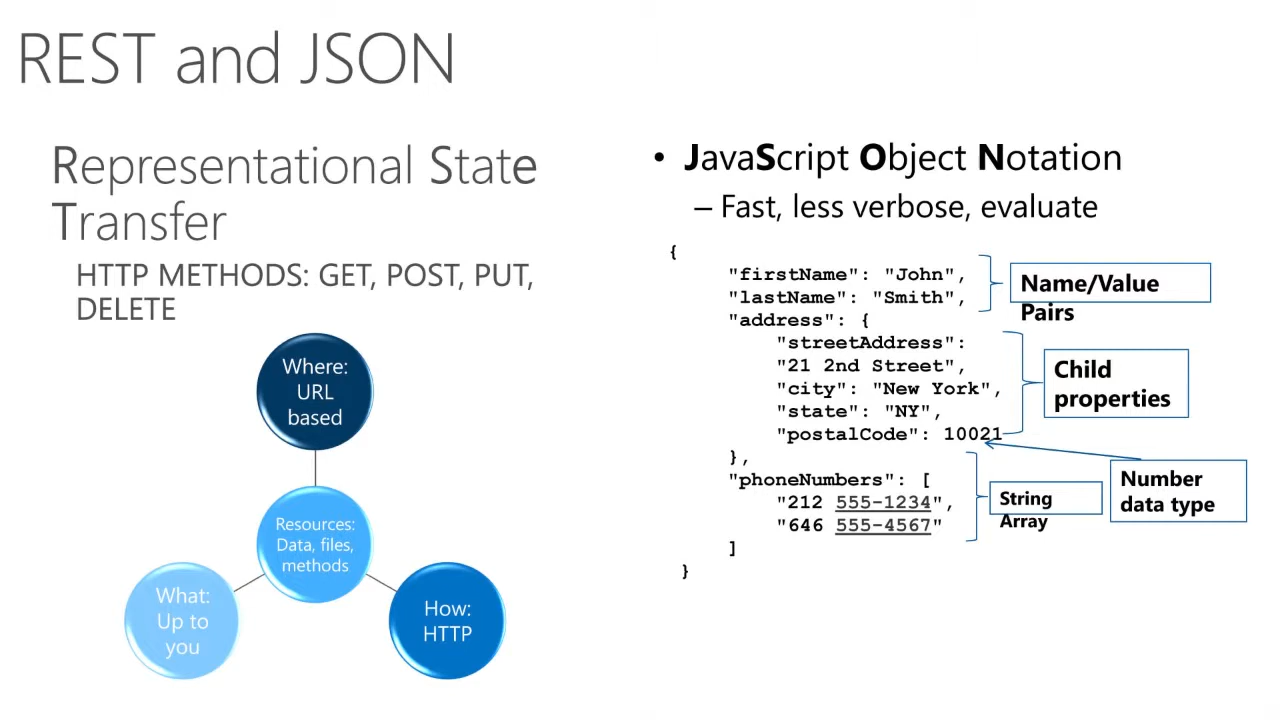 REST and JSON
Representational State
Transfer
HTTP METHODS: GET, POST, PUT,
DELETE
Where:
URL
based
Resources:
Data, files,
methods
What:
Up to
you
How:
HTTP
• JavaScript Object Notation
– Fast, less verbose, evaluate
{
"firstName": "John",
"lastName": "Smith",
"address": {
"streetAddress":
"21 2nd Street",
"city": "New York",
"state": "NY",
"postalCode": 10021
},
"phoneNumbers": [
"212 555-1234",
"646 555-4567"
]
}
Name/Value
Pairs
Child
properties
Number
data type
String
Array